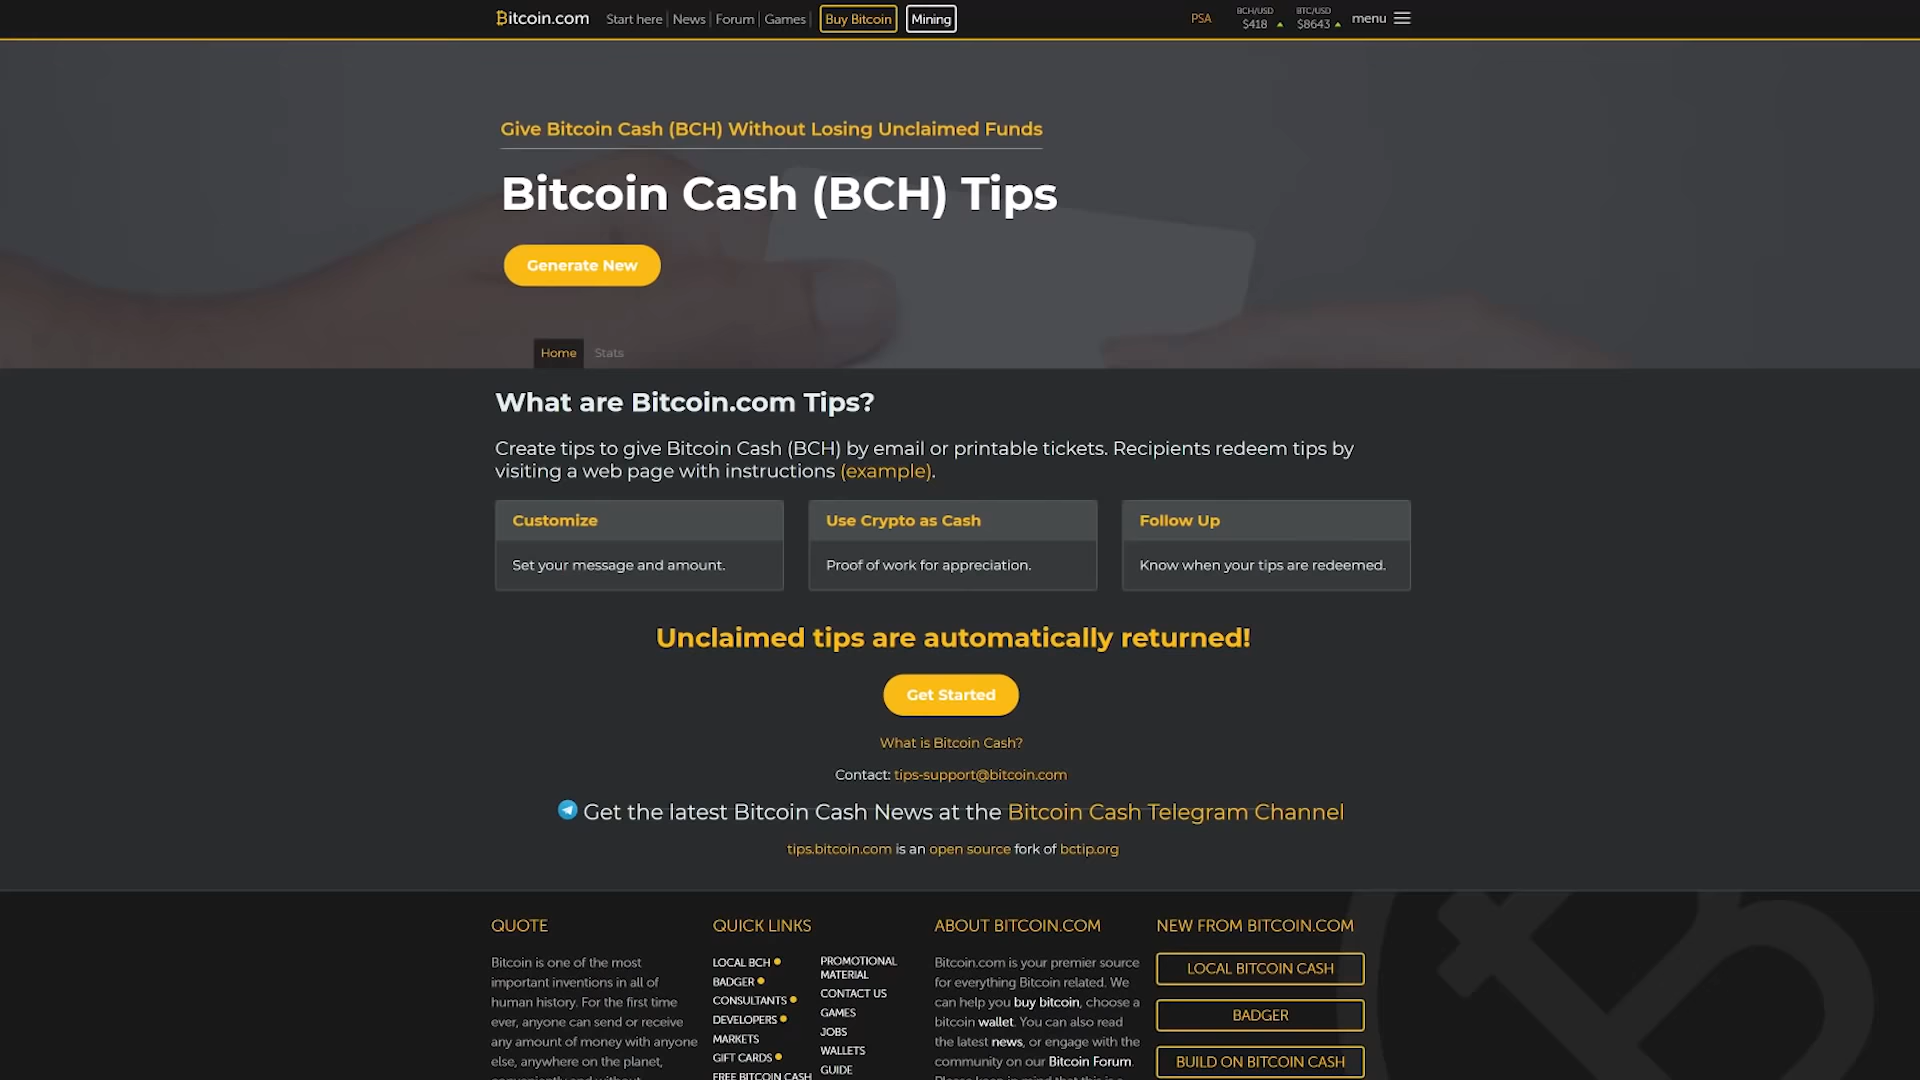 Bitcoin.com Start here News Forum Games Buy Bitcoin Mining PSA BCH/USD $418 BTC/USD $8643 menu
Give Bitcoin Cash (BCH) Without Losing Unclaimed Funds
Bitcoin Cash (BCH) Tips
Generate New
Home Stats
What are Bitcoin.com Tips?
Create tips to give Bitcoin Cash (BCH) by email or printable tickets. Recipients redeem tips by
visiting a web page with instructions (example).
Customize
Set your message and amount.
Use Crypto as Cash
Proof of work for appreciation.
Follow Up
Know when your tips are redeemed.
Unclaimed tips are automatically returned!
Get Started
What is Bitcoin Cash?
Contact: tips-support@bitcoin.com
Get the latest Bitcoin Cash News at the Bitcoin Cash Telegram Channel
tips.bitcoin.com is an open source fork of bctip.org
QUOTE
Bitcoin is one of the most
important inventions in all of
human history. For the first time
ever, anyone can send or receive
any amount of money with anyone
else, anywhere on the planet,
conveniently and without
QUICK LINKS
LOCAL BCH
BADGER
CONSULTANTS
DEVELOPERS
MARKETS
GIFT CARDS
FREE BITCOIN CASH
PROMOTIONAL
MATERIAL
CONTACT US
GAMES
JOBS
WALLETS
GUIDE
ABOUT BITCOIN.COM
Bitcoin.com is your premier source
for everything Bitcoin related. We
can help you buy bitcoin, choose a
bitcoin wallet. You can also read
the latest news, or engage with the
community on our Bitcoin Forum.
Please keep in mind that this is a
NEW FROM BITCOIN.COM
LOCAL BITCOIN CASH
BADGER
BUILD ON BITCOIN CASH